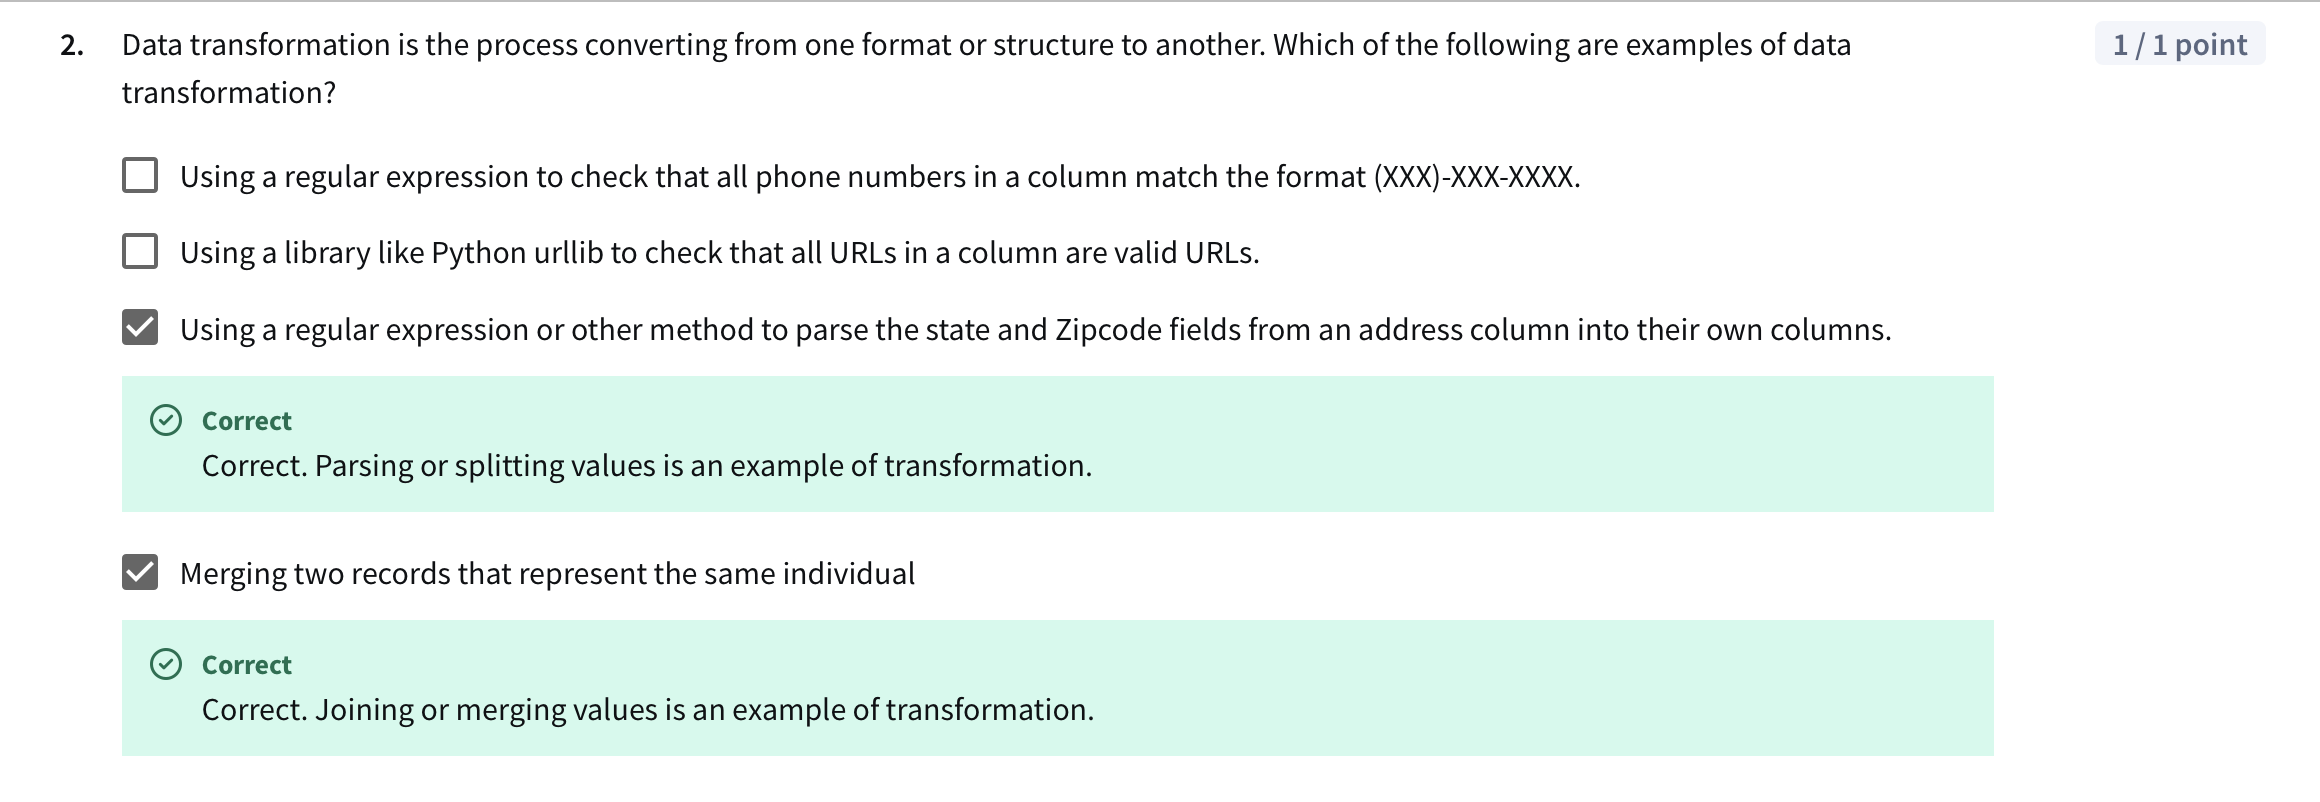 2. Data transformation is the process converting from one format or structure to another. Which of the following are examples of data 1 / 1 point
transformation?
Using a regular expression to check that all phone numbers in a column match the format (XXX)-XXX-XXXX.
Using a library like Python urllib to check that all URLs in a column are valid URLs.
Using a regular expression or other method to parse the state and Zipcode fields from an address column into their own columns.
Correct
Correct. Parsing or splitting values is an example of transformation.
Merging two records that represent the same individual
Correct
Correct. Joining or merging values is an example of transformation.